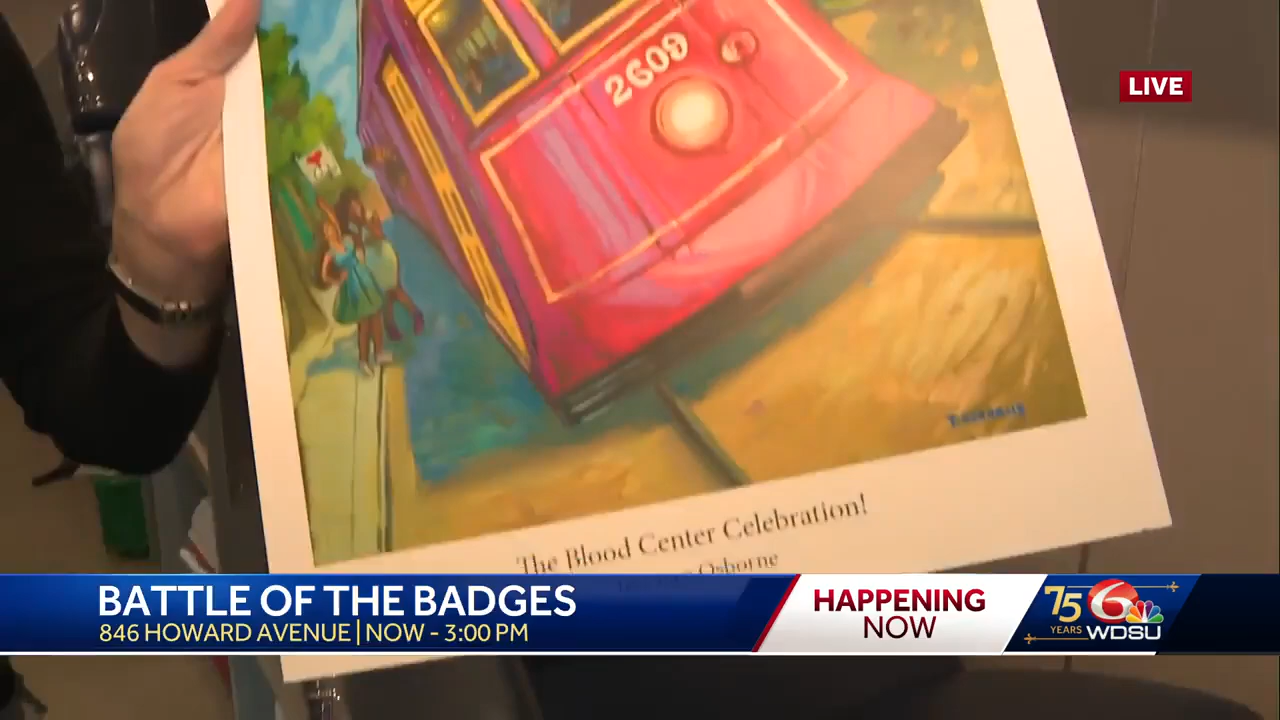 2609
LIVE
The Blood Center Celebration!
Osborne
BATTLE OF THE BADGES
846 HOWARD AVENUE | NOW - 3:00 PM
HAPPENING
NOW
75
YEARS
6
WDSU